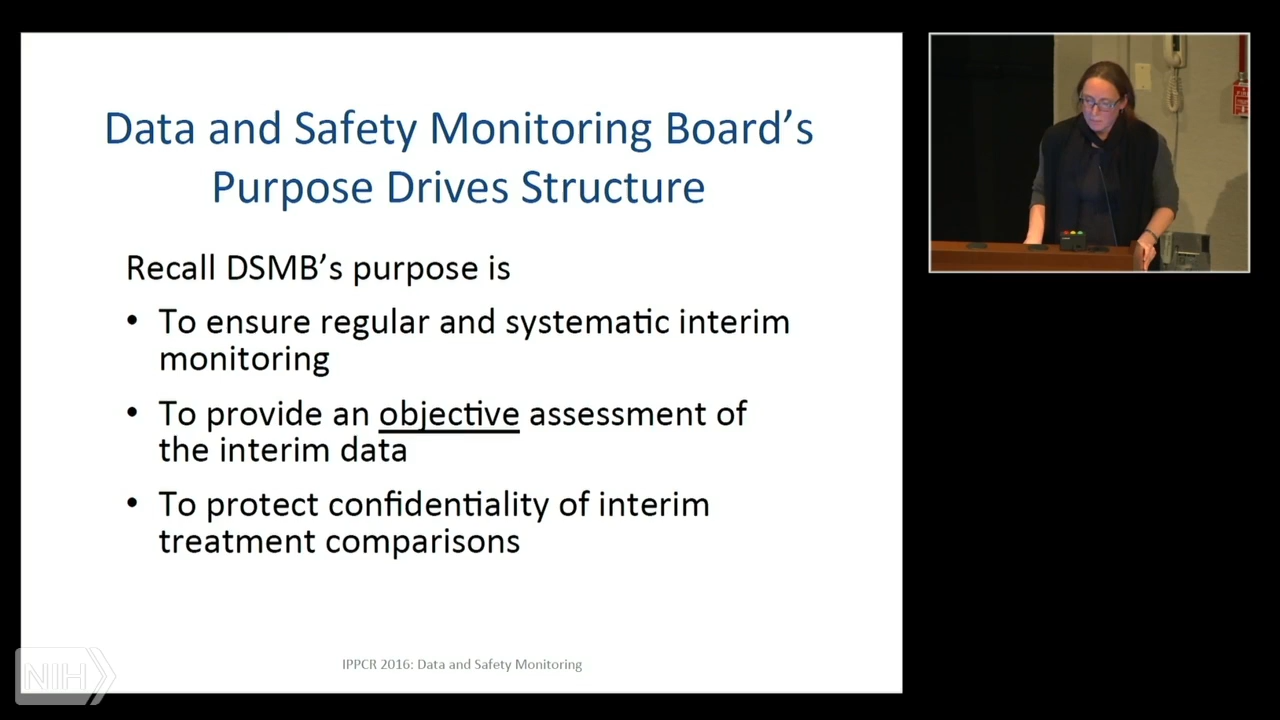 Data and Safety Monitoring Board's
Purpose Drives Structure
Recall DSMB's purpose is
• To ensure regular and systematic interim
monitoring
• To provide an objective assessment of
the interim data
• To protect confidentiality of interim
treatment comparisons
IPPCR 2016: Data and Safety Monitoring
NIH